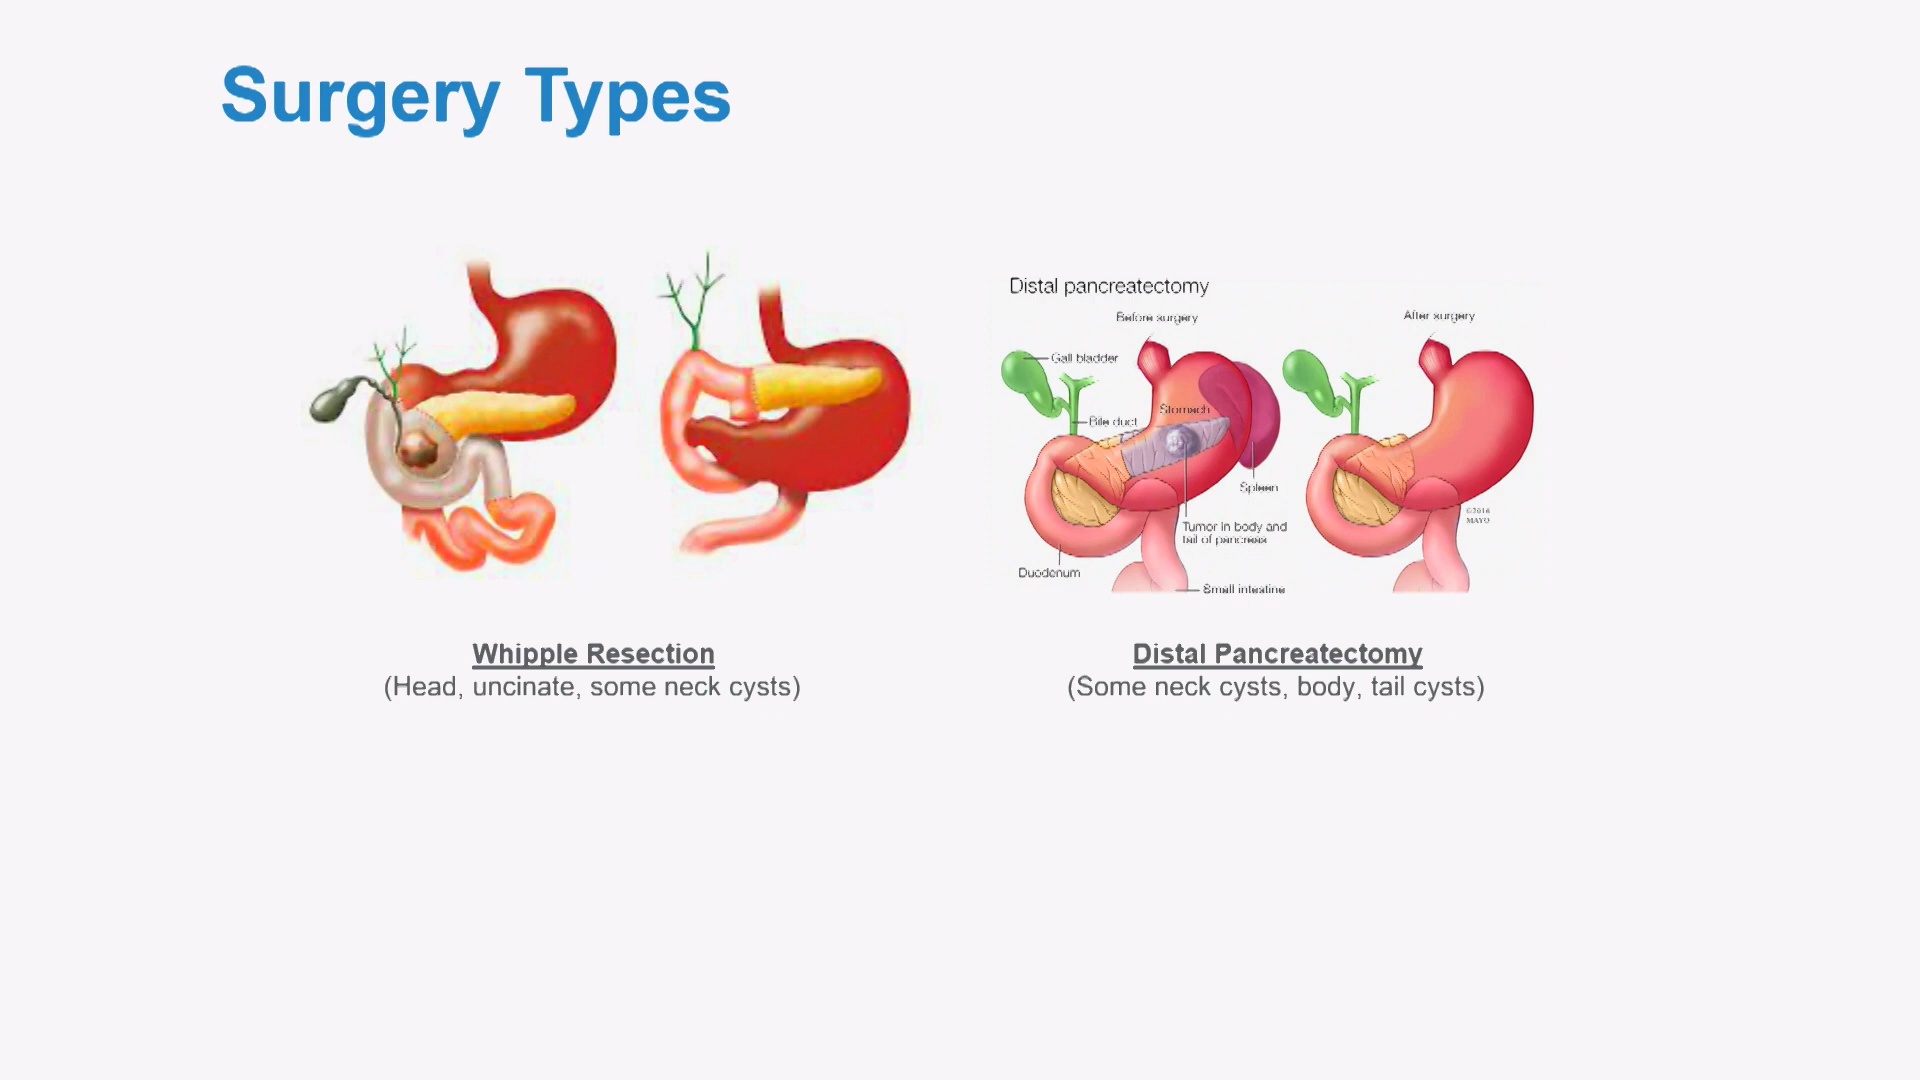 Surgery Types
Distal pancreatectomy
Before surgery
After surgery
Gall bladder
Stomach
Bile duct
Spleen
©2016
MAYO
Tumor in body and
tail of pancreas
Duodenum
Small intestine
Whipple Resection
(Head, uncinate, some neck cysts)
Distal Pancreatectomy
(Some neck cysts, body, tail cysts)